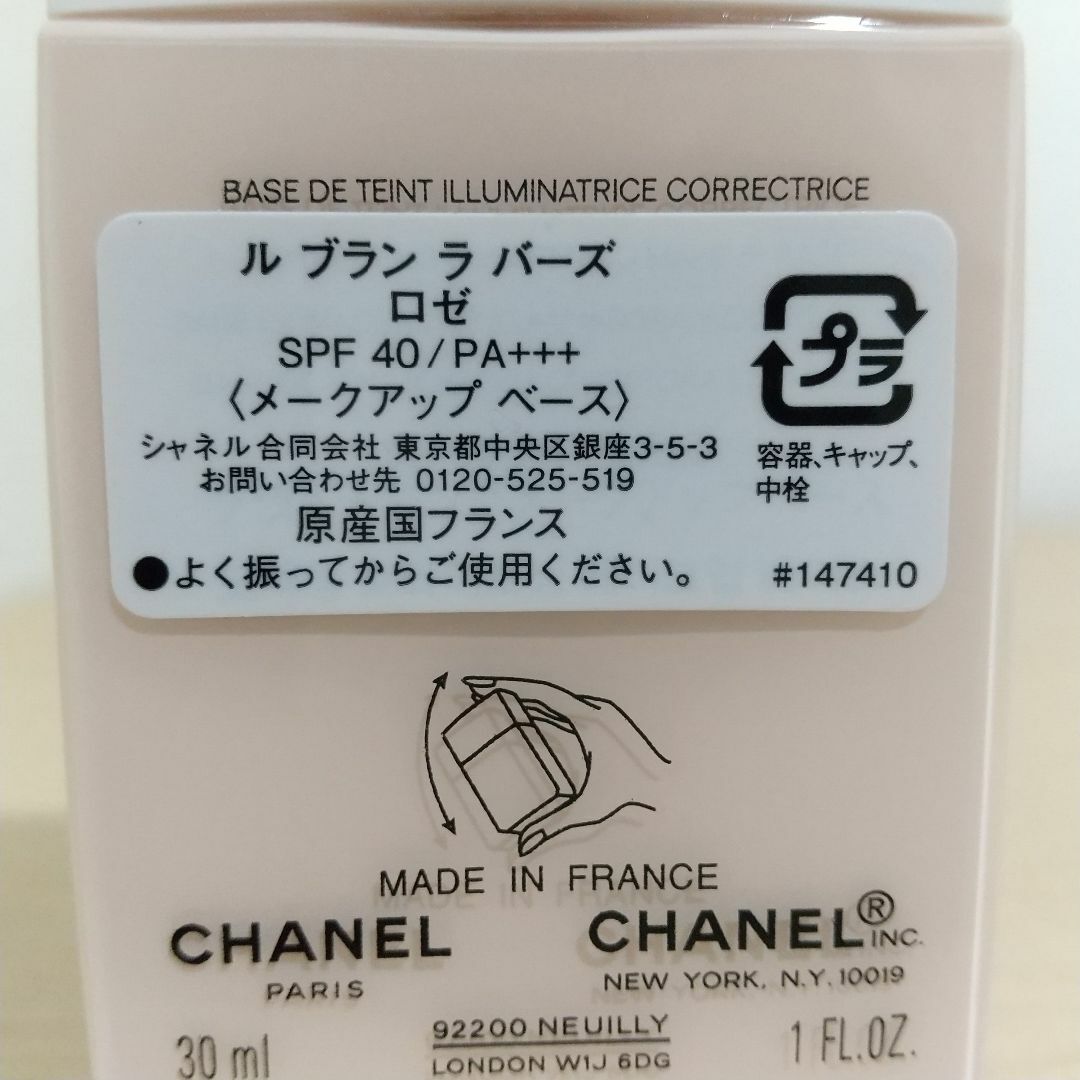 BASE DE TEINT ILLUMINATRICE CORRECTRICE
ル ブラン ラ バーズ
ロゼ
SPF 40/PA+++
〈メークアップ ベース〉
シャネル合同会社 東京都中央区銀座3-5-3
お問い合わせ先 0120-525-519
原産国フランス
●よく振ってからご使用ください。
プラ
容器、キャップ、
中栓
#147410
MADE IN FRANCE
CHANEL
PARIS
CHANEL® INC.
NEW YORK, N.Y. 10019
30 ml
92200 NEUILLY
LONDON W1J 6DG
1 FL.OZ.